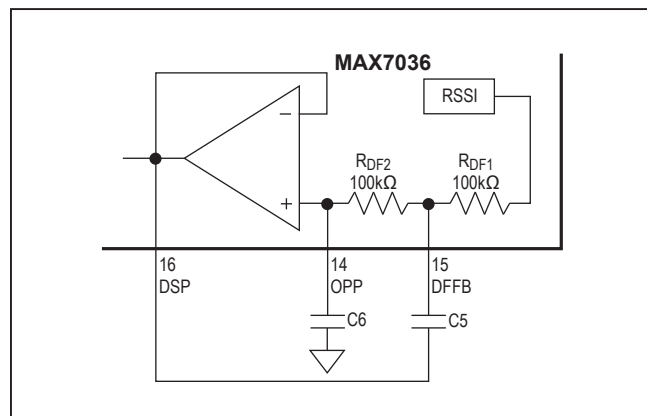 MAX7036
RSSI
−
+
RDF2
100kΩ
RDF1
100kΩ
16
DSP
14
OPP
15
DFFB
C6
C5